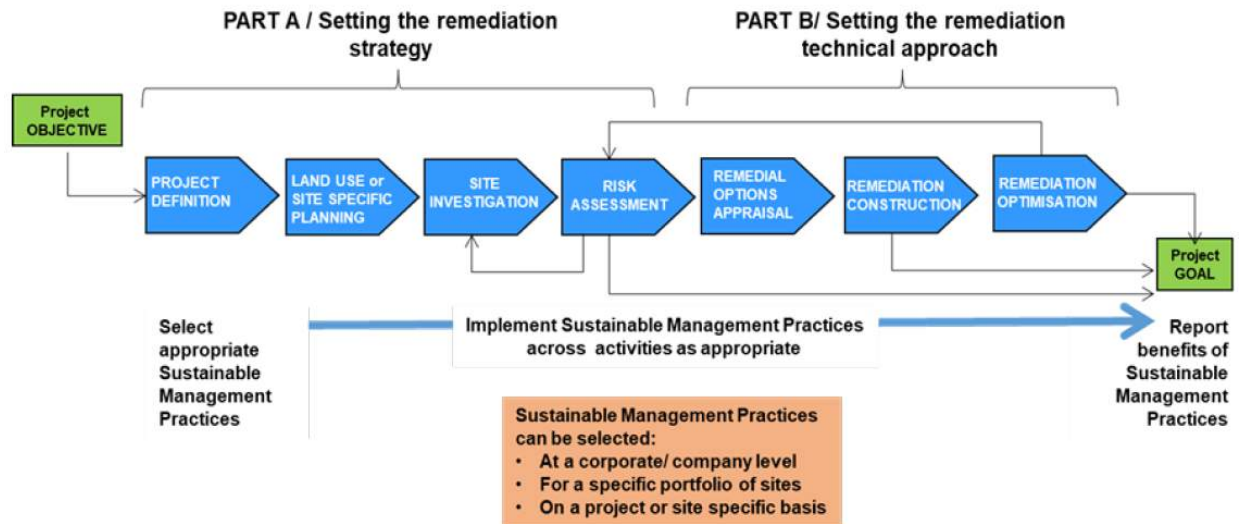 PART A / Setting the remediation
strategy
PART B/ Setting the remediation
technical approach
Project
OBJECTIVE
PROJECT
DEFINITION
LAND USE or
SITE SPECIFIC
PLANNING
SITE
INVESTIGATION
RISK
ASSESSMENT
REMEDIAL
OPTIONS
APPRAISAL
REMEDIATION
CONSTRUCTION
REMEDIATION
OPTIMISATION
Project
GOAL
Select
appropriate
Sustainable
Management
Practices
Implement Sustainable Management Practices
across activities as appropriate
Report
benefits of
Sustainable
Management
Practices
Sustainable Management Practices
can be selected:
• At a corporate/ company level
• For a specific portfolio of sites
• On a project or site specific basis